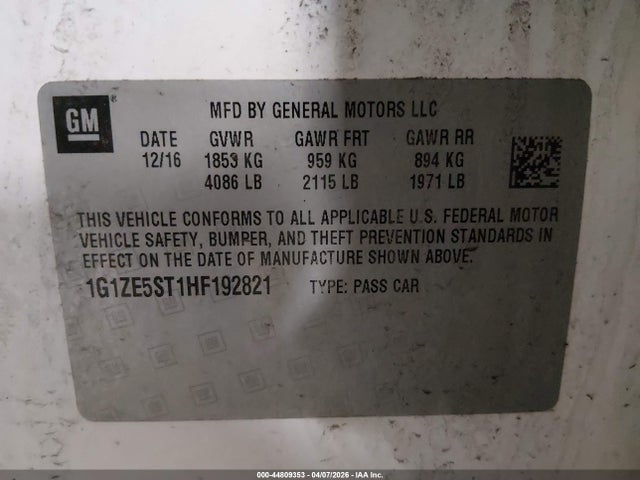 GM ®
MFD BY GENERAL MOTORS LLC
DATE GVWR GAWR FRT GAWR RR
12/16 1853 KG 959 KG 894 KG
4086 LB 2115 LB 1971 LB
THIS VEHICLE CONFORMS TO ALL APPLICABLE U.S. FEDERAL MOTOR
VEHICLE SAFETY, BUMPER, AND THEFT PREVENTION STANDARDS IN
EFFECT ON THE DATE OF MANUFACTURE SHOWN ABOVE.
1G1ZE5ST1HF192821 TYPE: PASS CAR
000-44809353 | 04/07/2026 | IAA Inc.